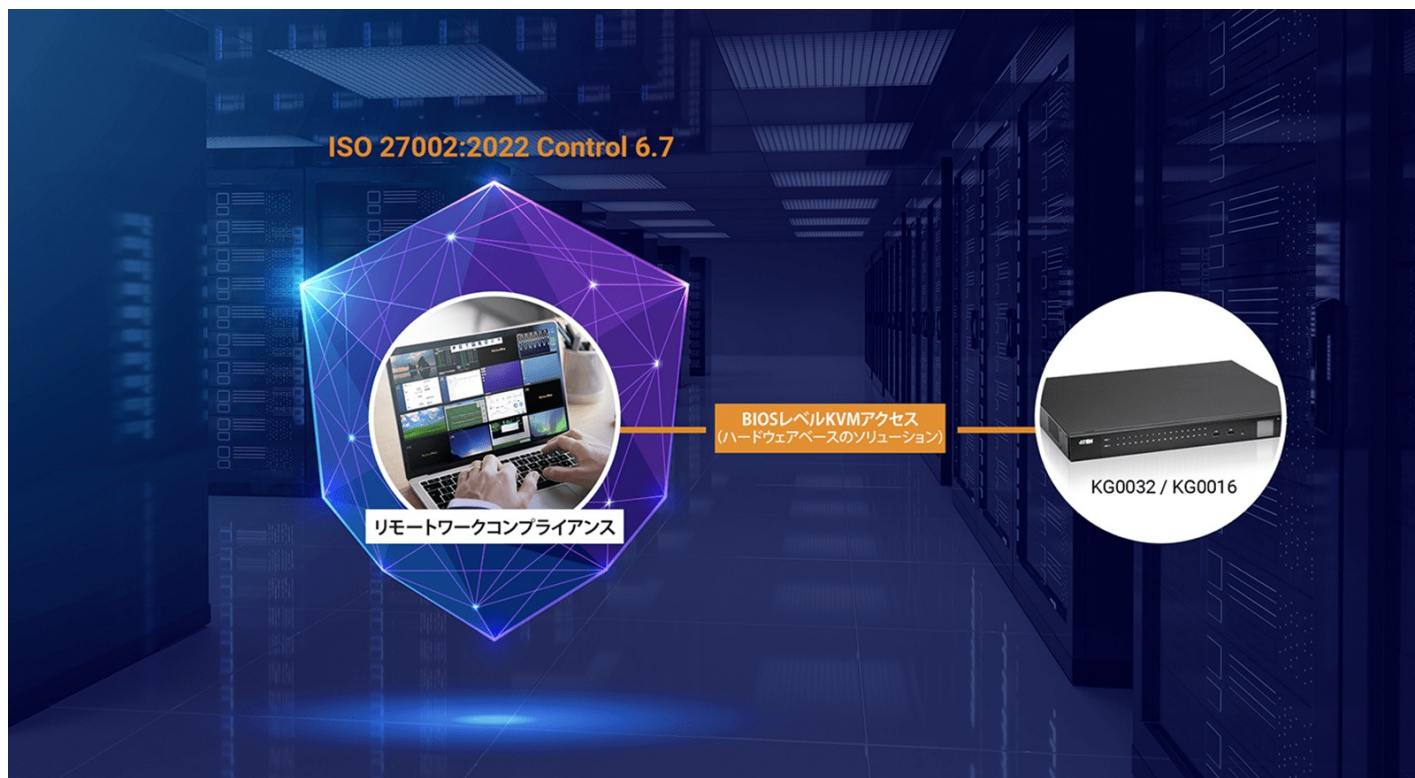 ISO 27002:2022 Control 6.7
リモートワークコンプライアンス
BIOSレベルKVMアクセス
(ハードウェアベースのソリューション)
ATEN
KG0032 / KG0016